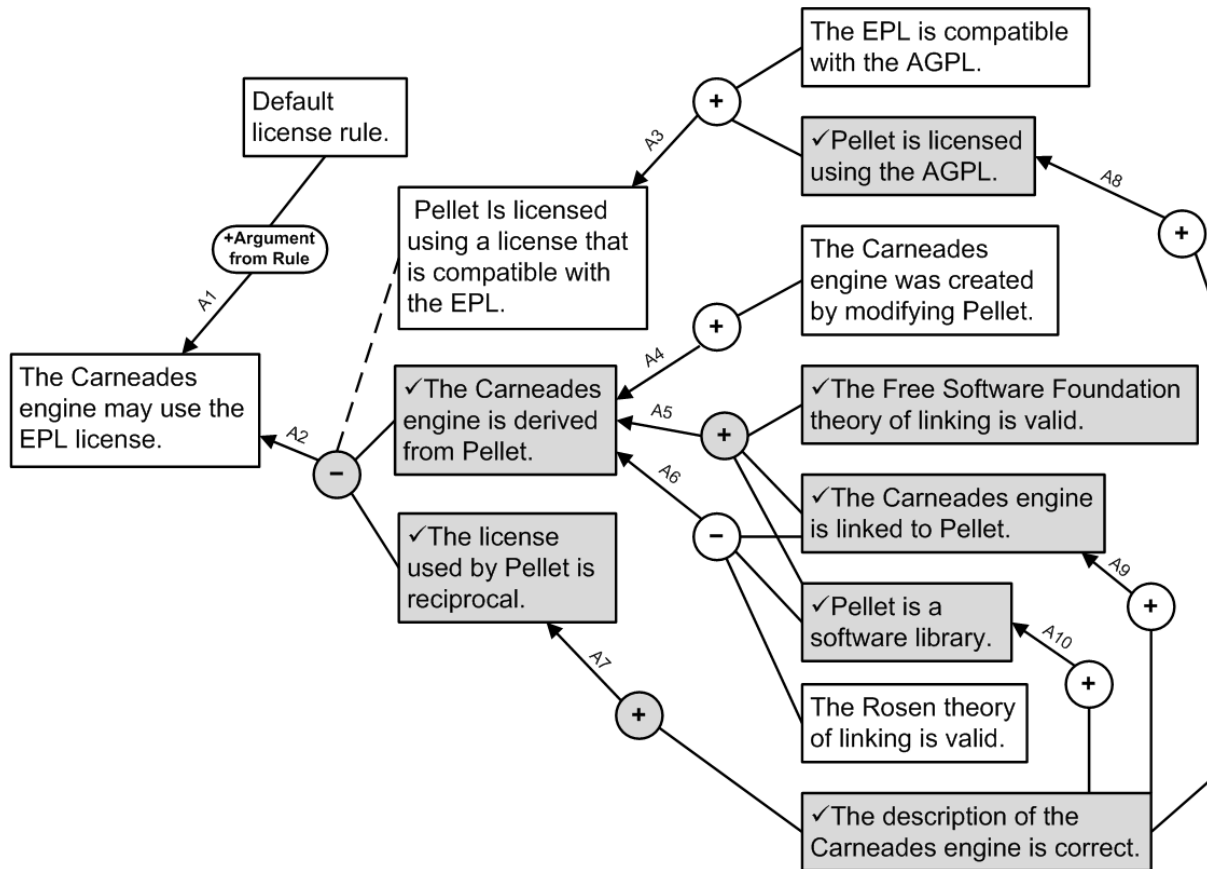 The EPL is compatible
with the AGPL.
Default
license rule.
+
A3
✓Pellet is licensed
using the AGPL.
A8
+
Pellet Is licensed
using a license that
is compatible with
the EPL.
+Argument
from Rule
A1
The Carneades
engine was created
by modifying Pellet.
+
A4
The Carneades
engine may use the
EPL license.
A2
−
✓The Carneades
engine is derived
from Pellet.
A5
+
A6
−
✓The Free Software Foundation
theory of linking is valid.
✓The Carneades engine
is linked to Pellet.
A9
+
✓The license
used by Pellet is
reciprocal.
A7
+
✓Pellet is a
software library.
A10
+
The Rosen theory
of linking is valid.
✓The description of the
Carneades engine is correct.